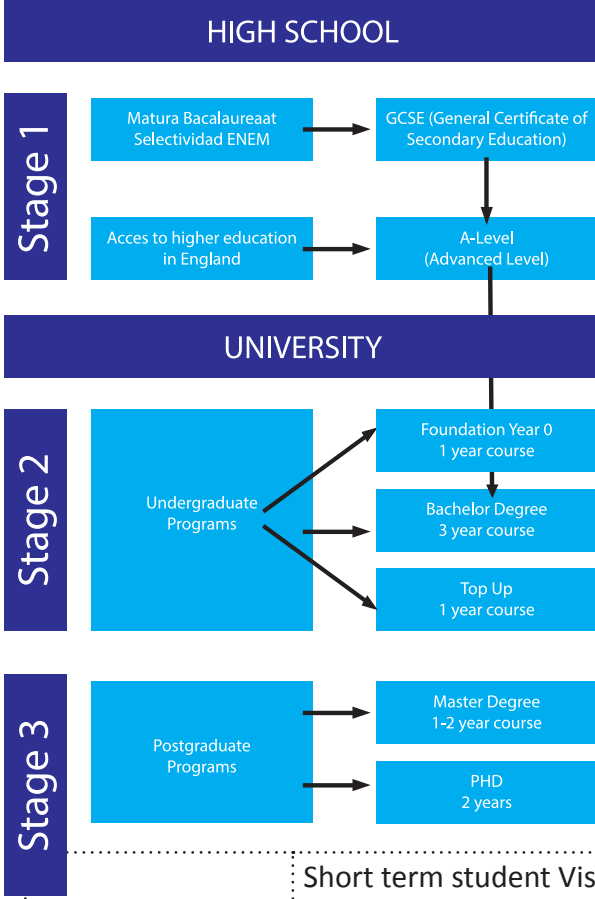 HIGH SCHOOL
Stage 1
Matura Bacalaureaat
Selectividad ENEM
GCSE (General Certificate of
Secondary Education)
Acces to higher education
in England
A-Level
(Advanced Level)
UNIVERSITY
Stage 2
Undergraduate
Programs
Foundation Year 0
1 year course
Bachelor Degree
3 year course
Top Up
1 year course
Stage 3
Postgraduate
Programs
Master Degree
1-2 year course
PHD
2 years
Short term student Vis